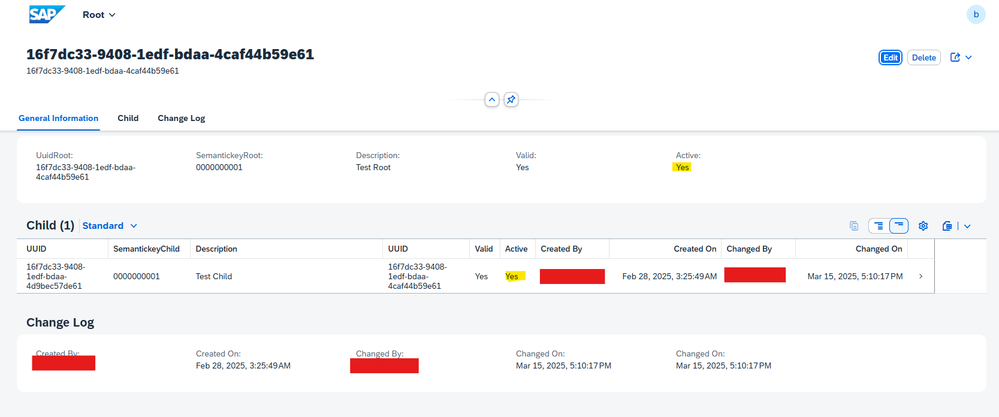 SAP Root b
16f7dc33-9408-1edf-bdaa-4caf44b59e61
16f7dc33-9408-1edf-bdaa-4caf44b59e61
Edit Delete
General Information Child Change Log
UuidRoot: SemantickeyRoot: Description: Valid: Active:
16f7dc33-9408-1edf-bdaa- 0000000001 Test Root Yes Yes
4caf44b59e61
Child (1) Standard
UUID SemantickeyChild Description UUID Valid Active Created By Created On Changed By Changed On
16f7dc33-9408- 16f7dc33-9408-
1edf-bdaa- 0000000001 Test Child 1edf-bdaa- Yes Yes Feb 28, 2025, 3:25:49 AM Mar 15, 2025, 5:10:17 PM
4d9bec57de61 4caf44b59e61
Change Log
Created By: Created On: Changed By: Changed On: Changed On:
Feb 28, 2025, 3:25:49 AM Mar 15, 2025, 5:10:17 PM Mar 15, 2025, 5:10:17 PM